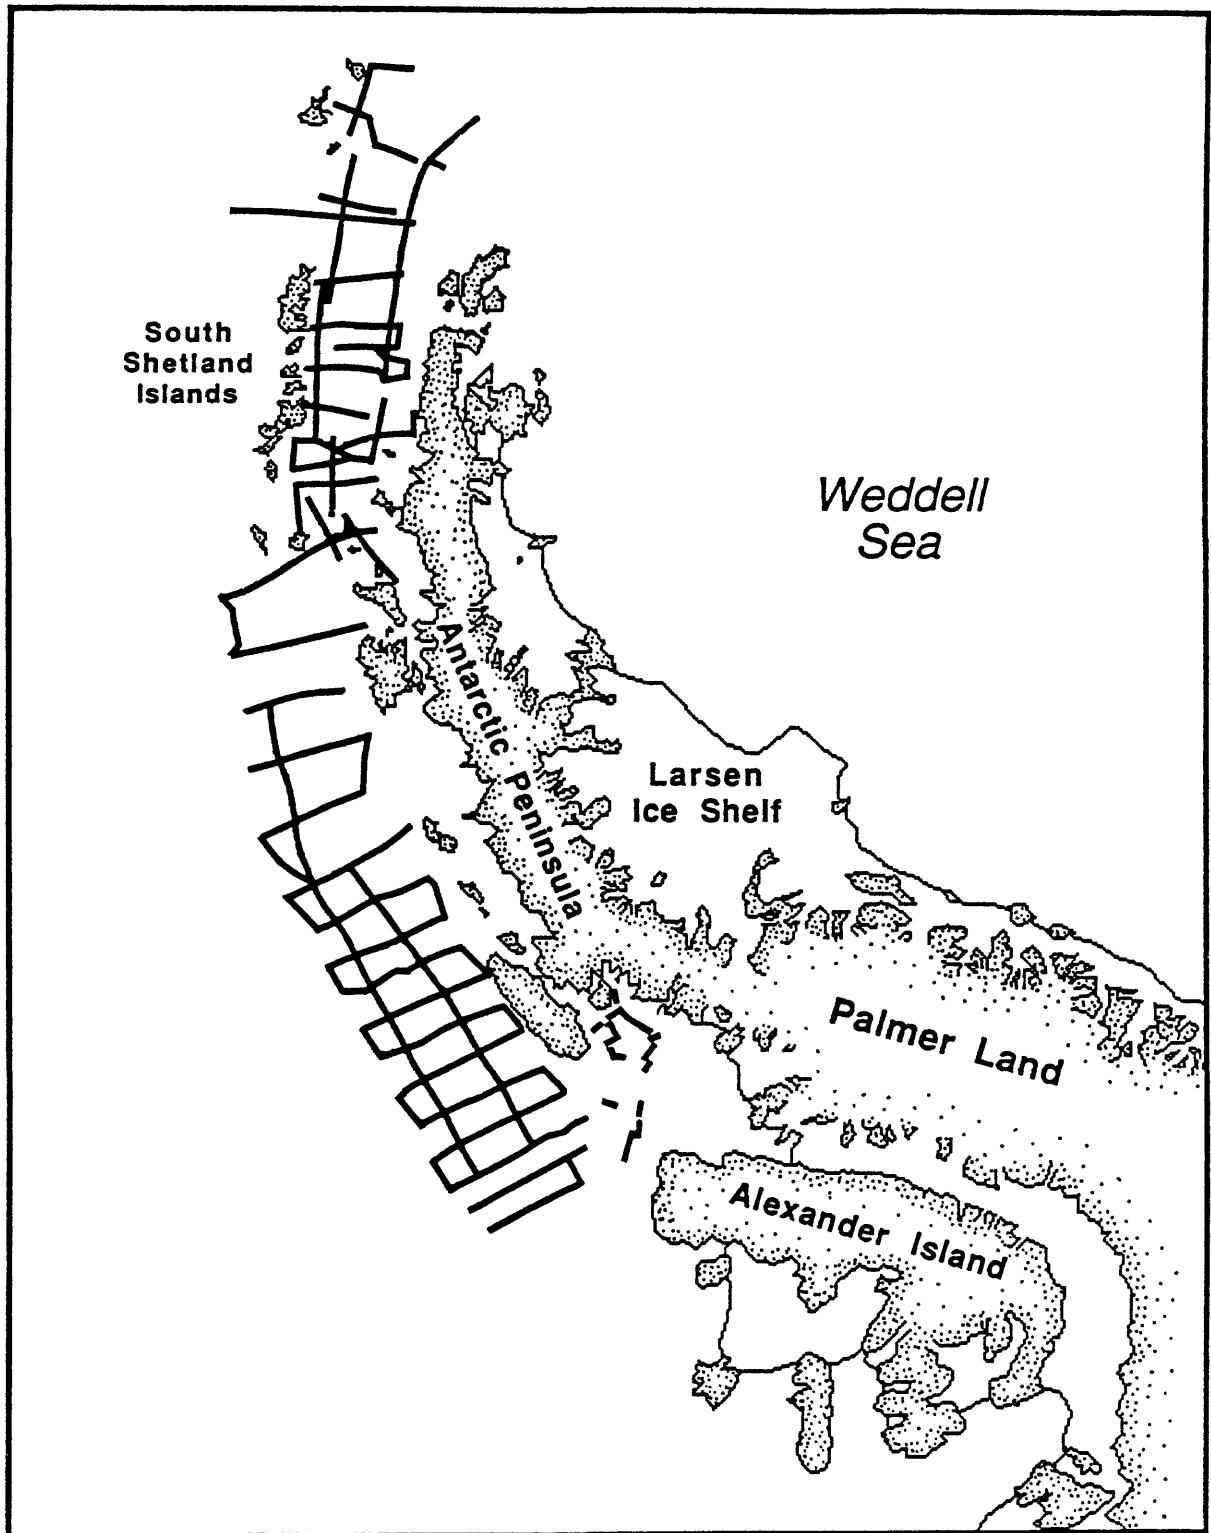 South
Shetland
Islands
Weddell
Sea
Antarctic Peninsula
Larsen
Ice Shelf
Palmer Land
Alexander Island